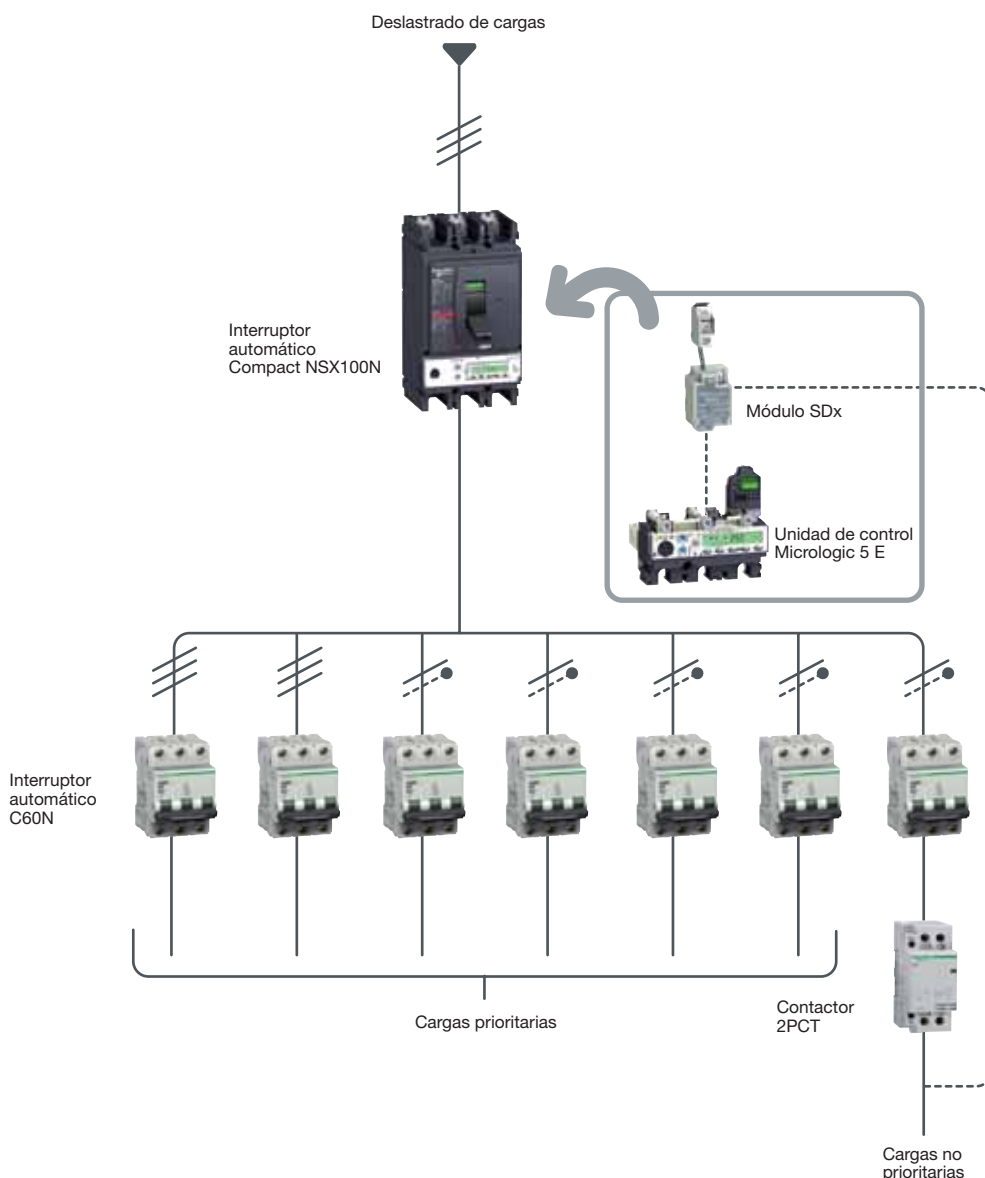 Deslastrado de cargas
Interruptor
automático
Compact NSX100N
Módulo SDx
Unidad de control
Micrologic 5 E
Interruptor
automático
C60N
Cargas prioritarias
Contactor
2PCT
Cargas no
prioritarias